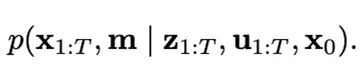 p(x₁:T, m | z₁:T, u₁:T, x₀).